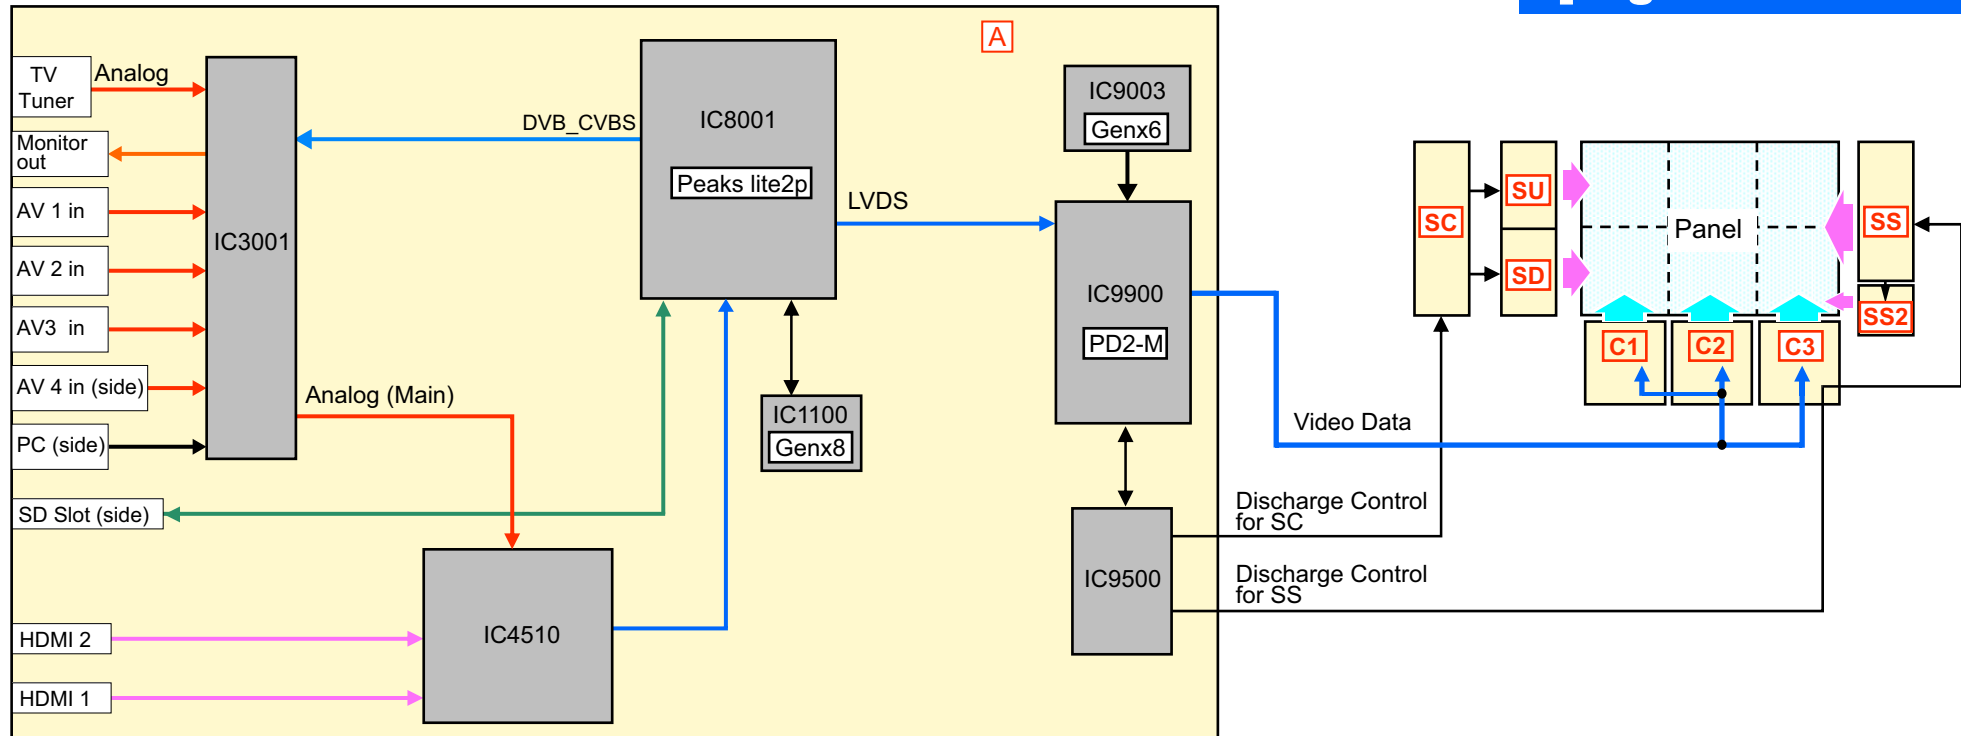 A
TV
Tuner
Analog
Monitor
out
AV 1 in
AV 2 in
AV3 in
AV 4 in (side)
PC (side)
SD Slot (side)
HDMI 2
HDMI 1
IC3001
DVB_CVBS
Analog (Main)
IC4510
IC8001
Peaks lite2p
LVDS
IC1100
Genx8
IC9003
Genx6
IC9900
PD2-M
IC9500
Video Data
Discharge Control
for SC
Discharge Control
for SS
SC
SU
SD
Panel
SS
SS2
C1
C2
C3